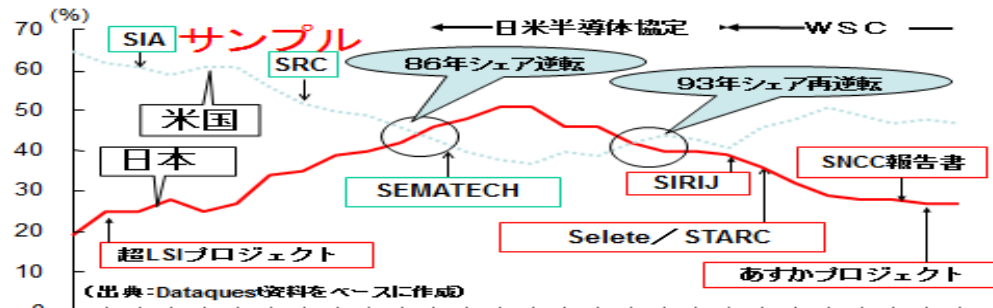 (%)
70
60
50
40
30
20
10
SIA
サンプル
SRC
日米半導体協定
WSC
86年シェア逆転
93年シェア再逆転
米国
日本
SEMATECH
SIRIJ
SNCC報告書
超LSIプロジェクト
Selete／STARC
あすかプロジェクト
(出典:Dataquest資料をベースに作成)